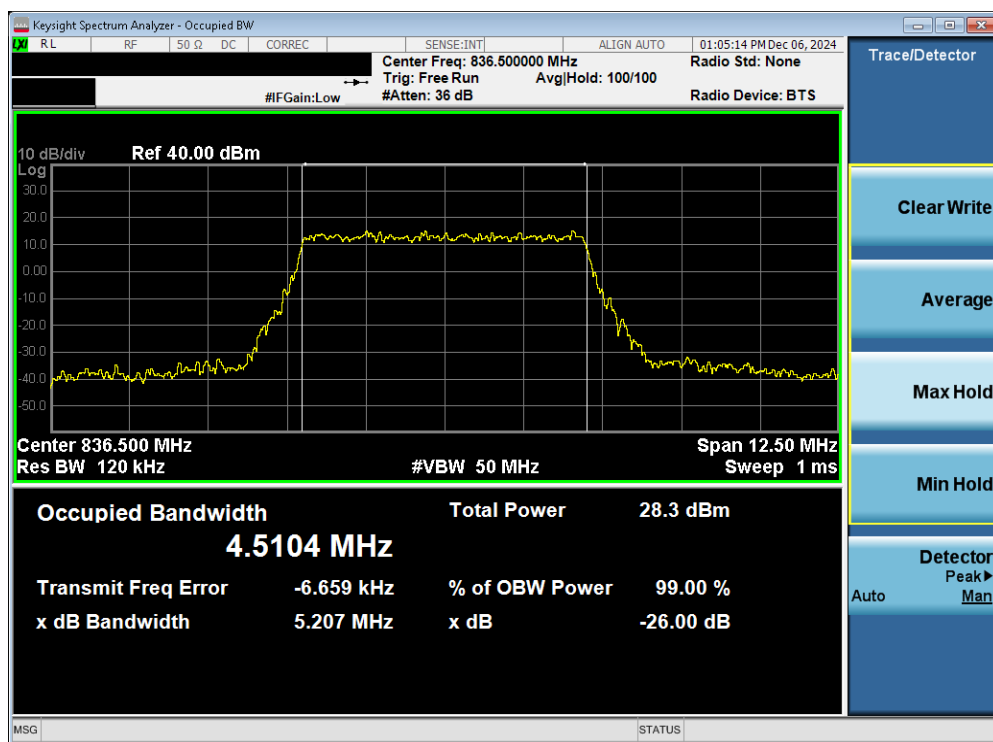 Keysight Spectrum Analyzer - Occupied BW
LXI RL RF 50 Ω DC CORREC SENSE:INT ALIGN AUTO 01:05:14 PM Dec 06, 2024
Center Freq: 836.500000 MHz Radio Std: None
Trig: Free Run Avg|Hold: 100/100
#IFGain:Low #Atten: 36 dB Radio Device: BTS
Trace/Detector
10 dB/div Ref 40.00 dBm
Log
30.0
20.0
10.0
0.00
-10.0
-20.0
-30.0
-40.0
-50.0
Center 836.500 MHz Span 12.50 MHz
Res BW 120 kHz #VBW 50 MHz Sweep 1 ms
Occupied Bandwidth Total Power 28.3 dBm
4.5104 MHz
Transmit Freq Error -6.659 kHz % of OBW Power 99.00 %
x dB Bandwidth 5.207 MHz x dB -26.00 dB
Clear Write
Average
Max Hold
Min Hold
Detector
Peak▶
Auto Man
MSG STATUS